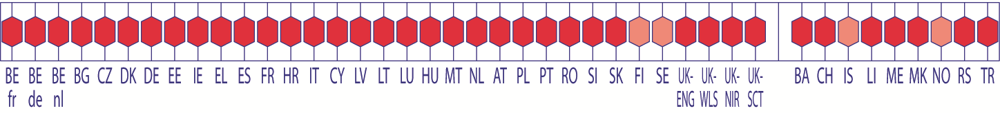 BE BE BE BG CZ DK DE EE IE EL ES FR HR IT CY LV LT LU HU MT NL AT PL PT RO SI SK FI SE UK- UK- UK- UK- BA CH IS LI ME MK NO RS TR
fr de nl ENG WLS NIR SCT